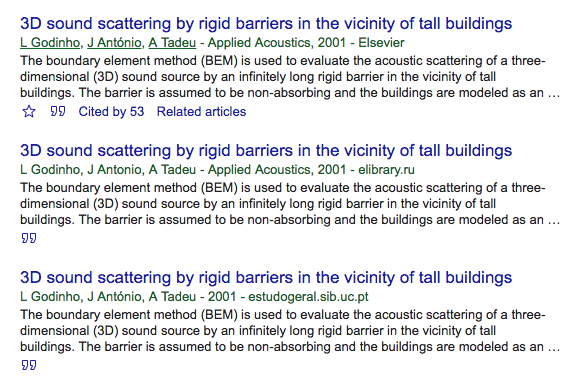 3D sound scattering by rigid barriers in the vicinity of tall buildings
L Godinho, J António, A Tadeu - Applied Acoustics, 2001 - Elsevier
The boundary element method (BEM) is used to evaluate the acoustic scattering of a three-
dimensional (3D) sound source by an infinitely long rigid barrier in the vicinity of tall
buildings. The barrier is assumed to be non-absorbing and the buildings are modeled as an …
Cited by 53 Related articles
3D sound scattering by rigid barriers in the vicinity of tall buildings
L Godinho, J Antonio, A Tadeu - Applied Acoustics, 2001 - elibrary.ru
The boundary element method (BEM) is used to evaluate the acoustic scattering of a three-
dimensional (3D) sound source by an infinitely long rigid barrier in the vicinity of tall
buildings. The barrier is assumed to be non-absorbing and the buildings are modeled as an …
3D sound scattering by rigid barriers in the vicinity of tall buildings
L Godinho, J António, A Tadeu - 2001 - estudogeral.sib.uc.pt
The boundary element method (BEM) is used to evaluate the acoustic scattering of a three-
dimensional (3D) sound source by an infinitely long rigid barrier in the vicinity of tall
buildings. The barrier is assumed to be non-absorbing and the buildings are modeled as an …